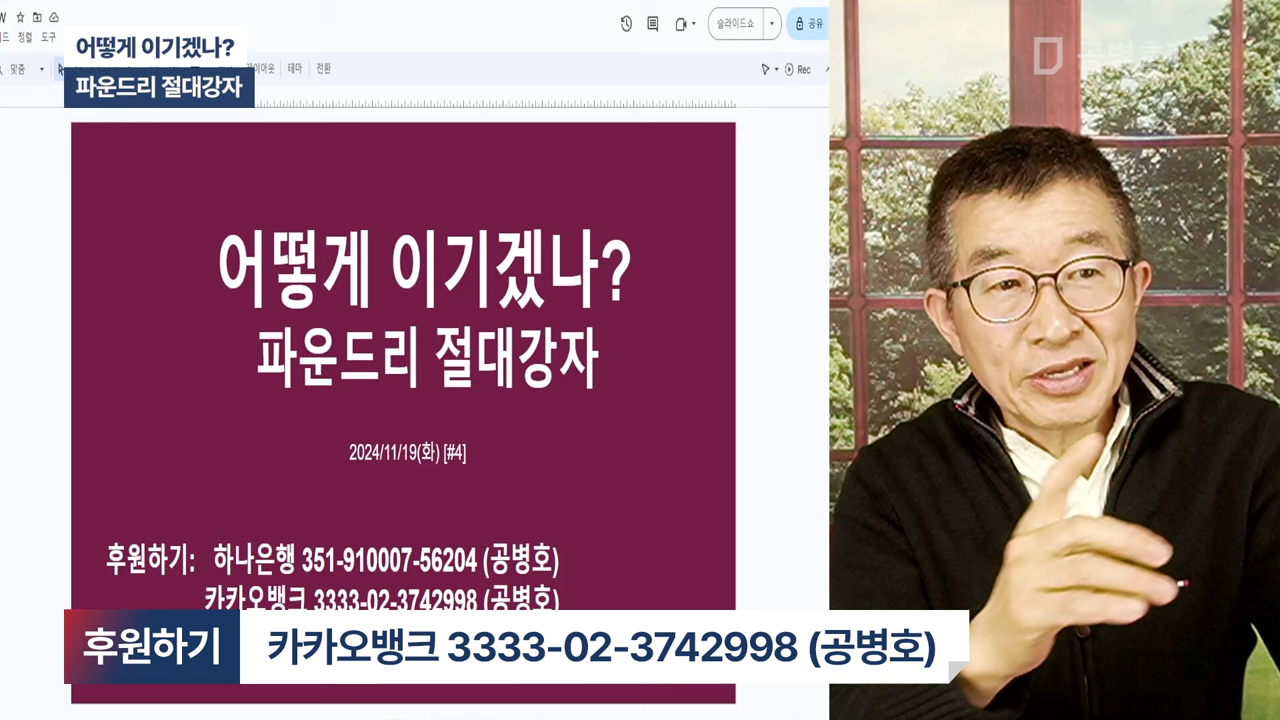 정렬 도구
맞춤
테마
전환
슬라이드쇼
공유
Rec
어떻게 이기겠나?
파운드리 절대강자
어떻게 이기겠나?
파운드리 절대강자
2024/11/19(화) [#4]
후원하기: 하나은행 351-910007-56204 (공병호)
카카오뱅크 3333-02-3742998 (공병호)
후원하기 카카오뱅크 3333-02-3742998 (공병호)